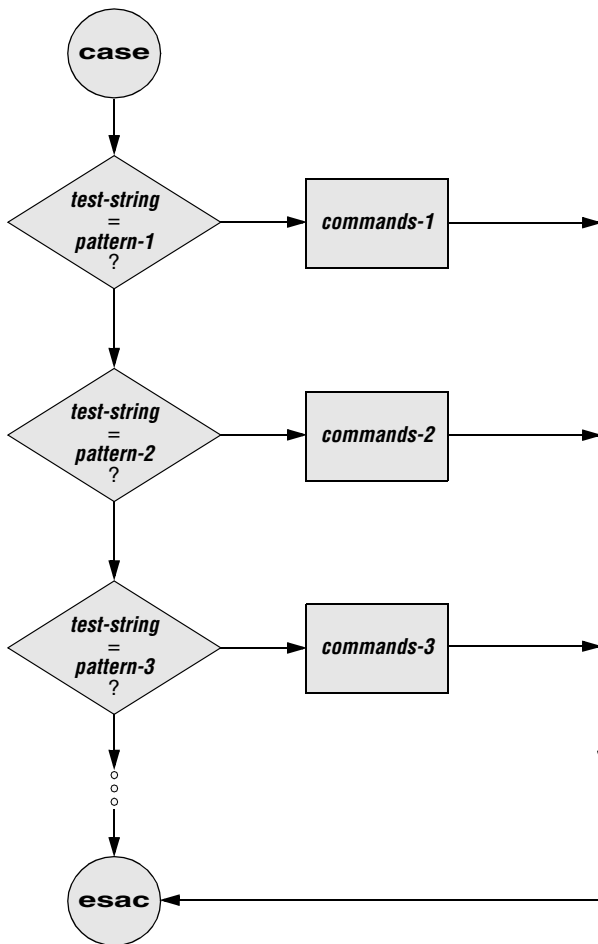 case
test-string
=
pattern-1
?
commands-1
test-string
=
pattern-2
?
commands-2
test-string
=
pattern-3
?
commands-3
esac